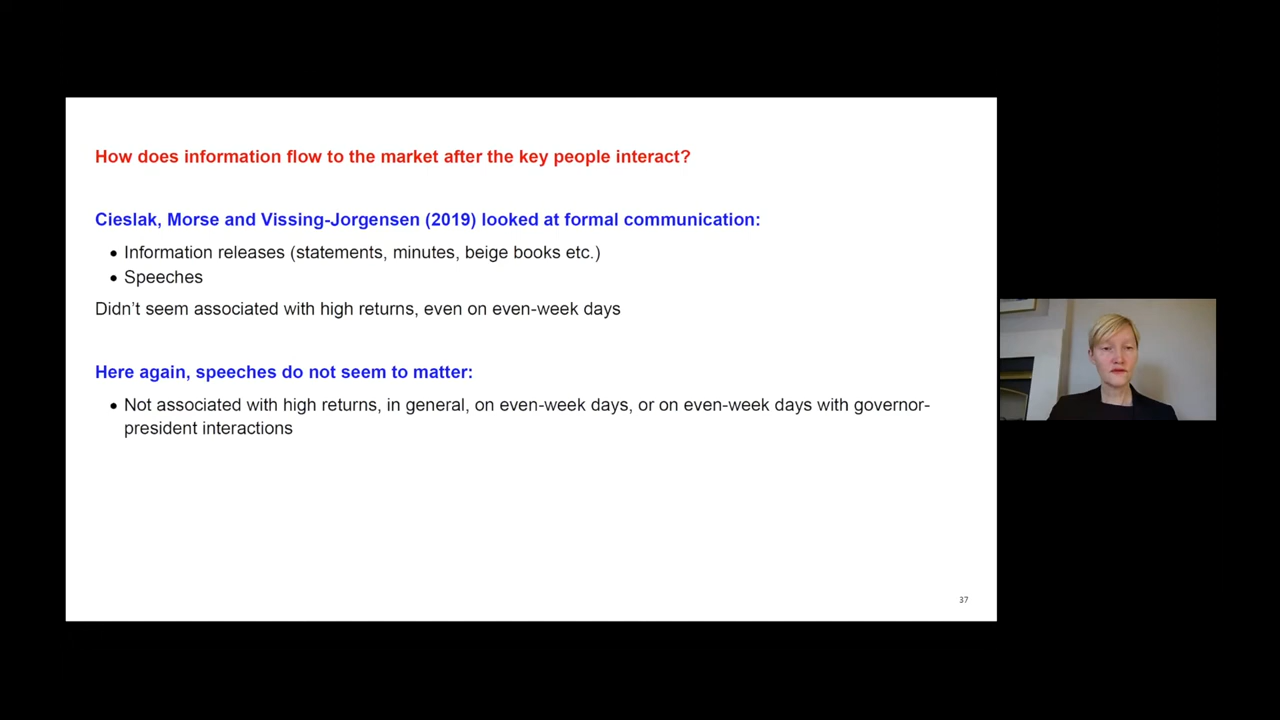 How does information flow to the market after the key people interact?
Cieslak, Morse and Vissing-Jorgensen (2019) looked at formal communication:
• Information releases (statements, minutes, beige books etc.)
• Speeches
Didn't seem associated with high returns, even on even-week days
Here again, speeches do not seem to matter:
• Not associated with high returns, in general, on even-week days, or on even-week days with governor-
president interactions
37